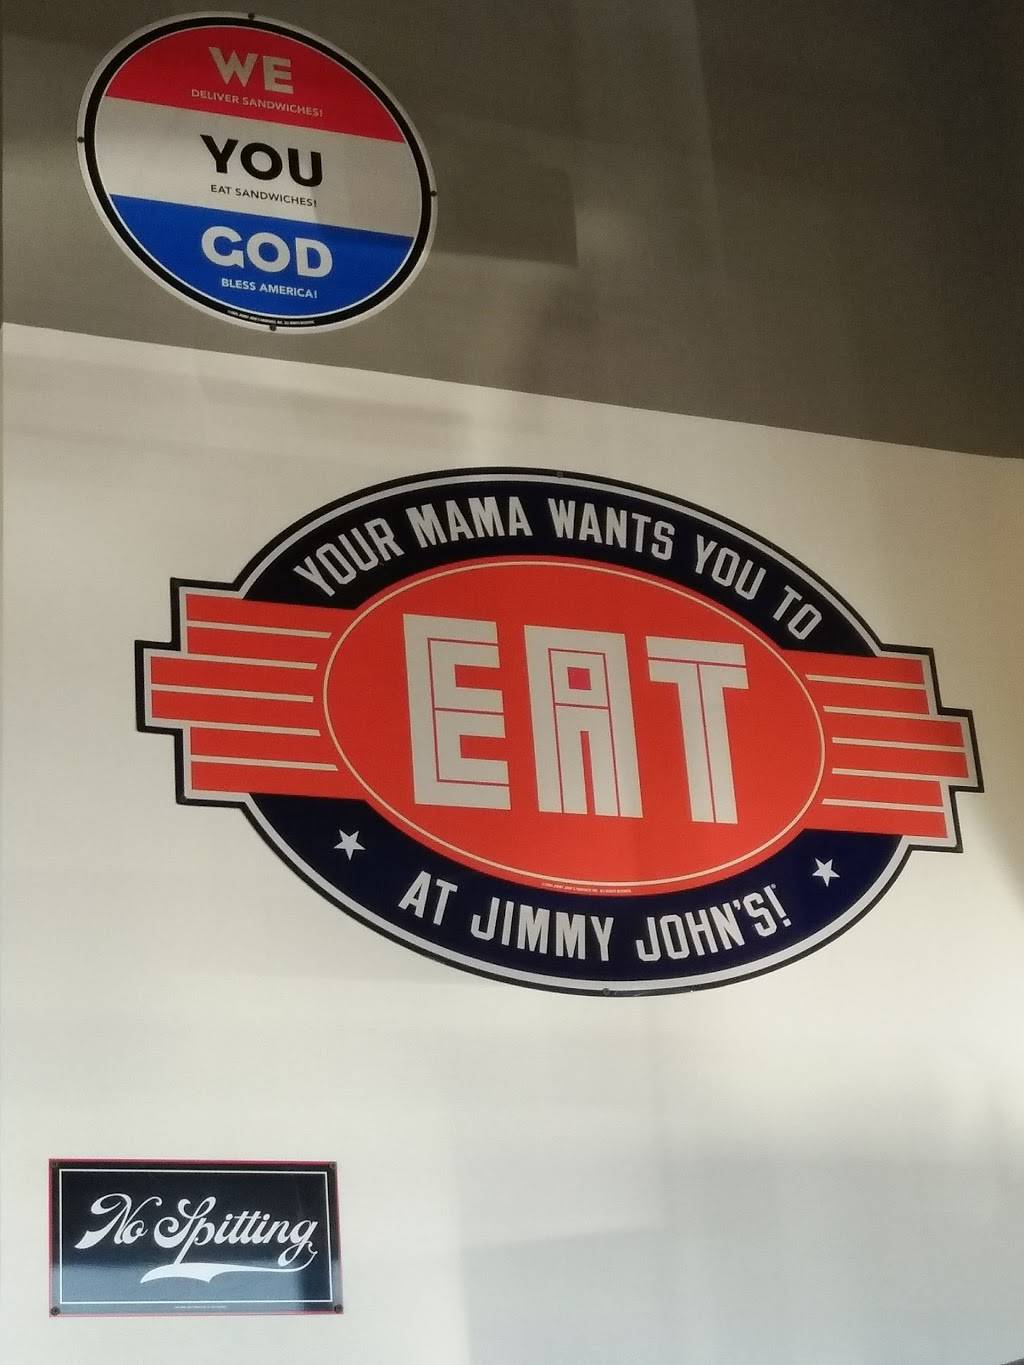 WE
DELIVER SANDWICHES!
YOU
EAT SANDWICHES!
GOD
BLESS AMERICA!
YOUR MAMA WANTS YOU TO
EAT
AT JIMMY JOHN'S!
No Spitting